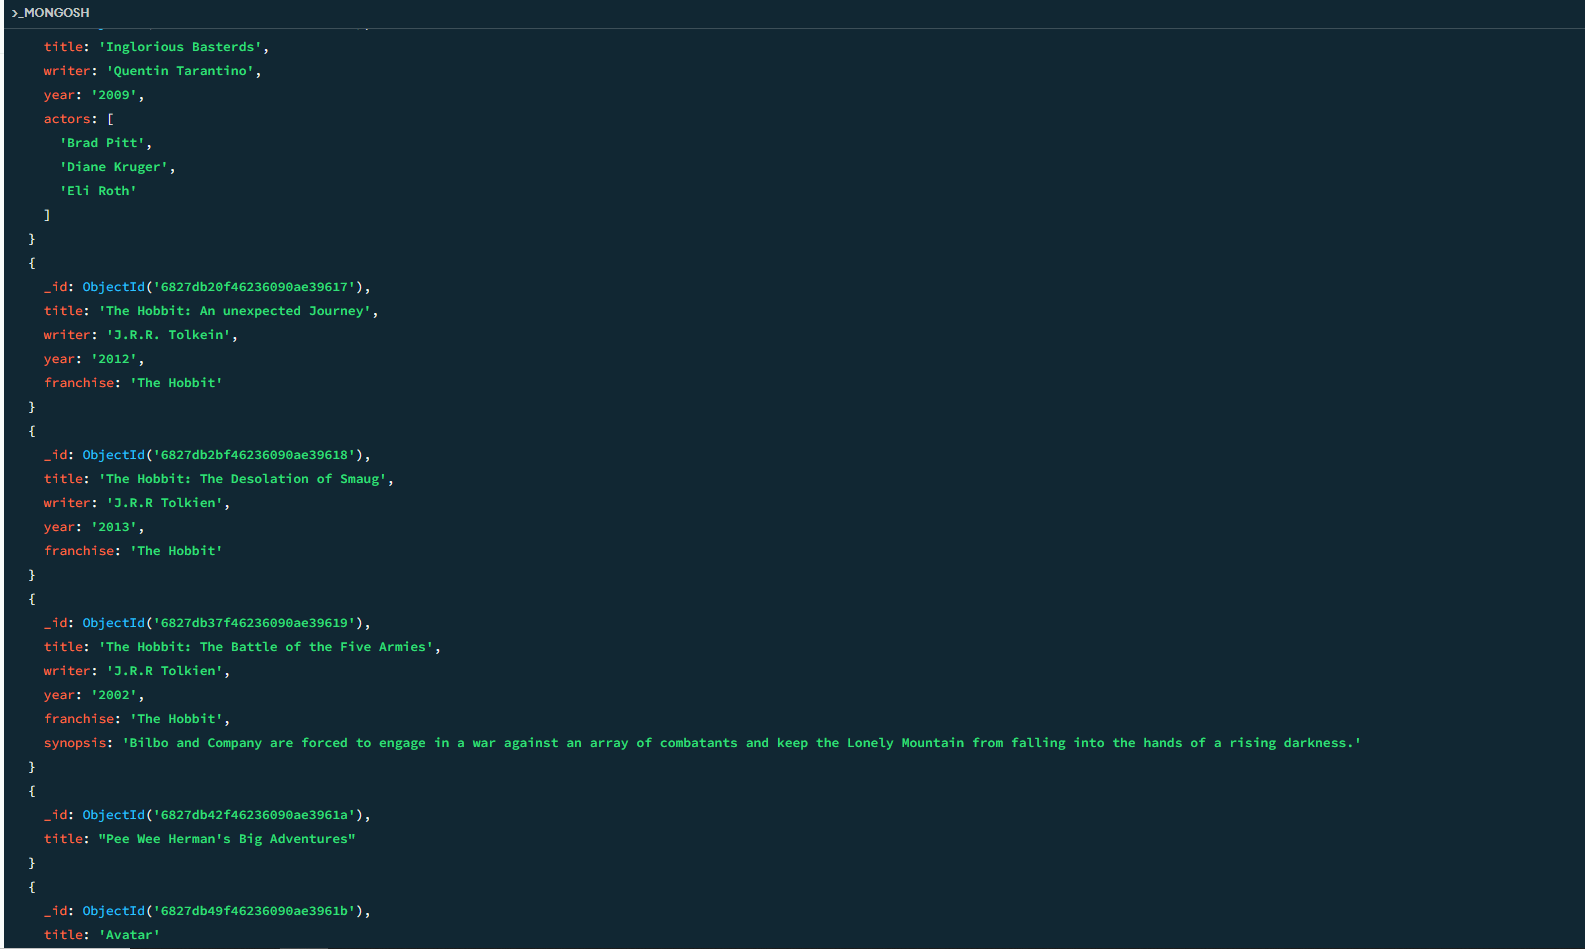 >_MONGOSH
title: 'Inglorious Basterds',
writer: 'Quentin Tarantino',
year: '2009',
actors: [
'Brad Pitt',
'Diane Kruger',
'Eli Roth'
]
}
{
_id: ObjectId('6827db20f46236090ae39617'),
title: 'The Hobbit: An unexpected Journey',
writer: 'J.R.R. Tolkein',
year: '2012',
franchise: 'The Hobbit'
}
{
_id: ObjectId('6827db2bf46236090ae39618'),
title: 'The Hobbit: The Desolation of Smaug',
writer: 'J.R.R Tolkien',
year: '2013',
franchise: 'The Hobbit'
}
{
_id: ObjectId('6827db37f46236090ae39619'),
title: 'The Hobbit: The Battle of the Five Armies',
writer: 'J.R.R Tolkien',
year: '2002',
franchise: 'The Hobbit',
synopsis: 'Bilbo and Company are forced to engage in a war against an array of combatants and keep the Lonely Mountain from falling into the hands of a rising darkness.'
}
{
_id: ObjectId('6827db42f46236090ae3961a'),
title: "Pee Wee Herman's Big Adventures"
}
{
_id: ObjectId('6827db49f46236090ae3961b'),
title: 'Avatar'